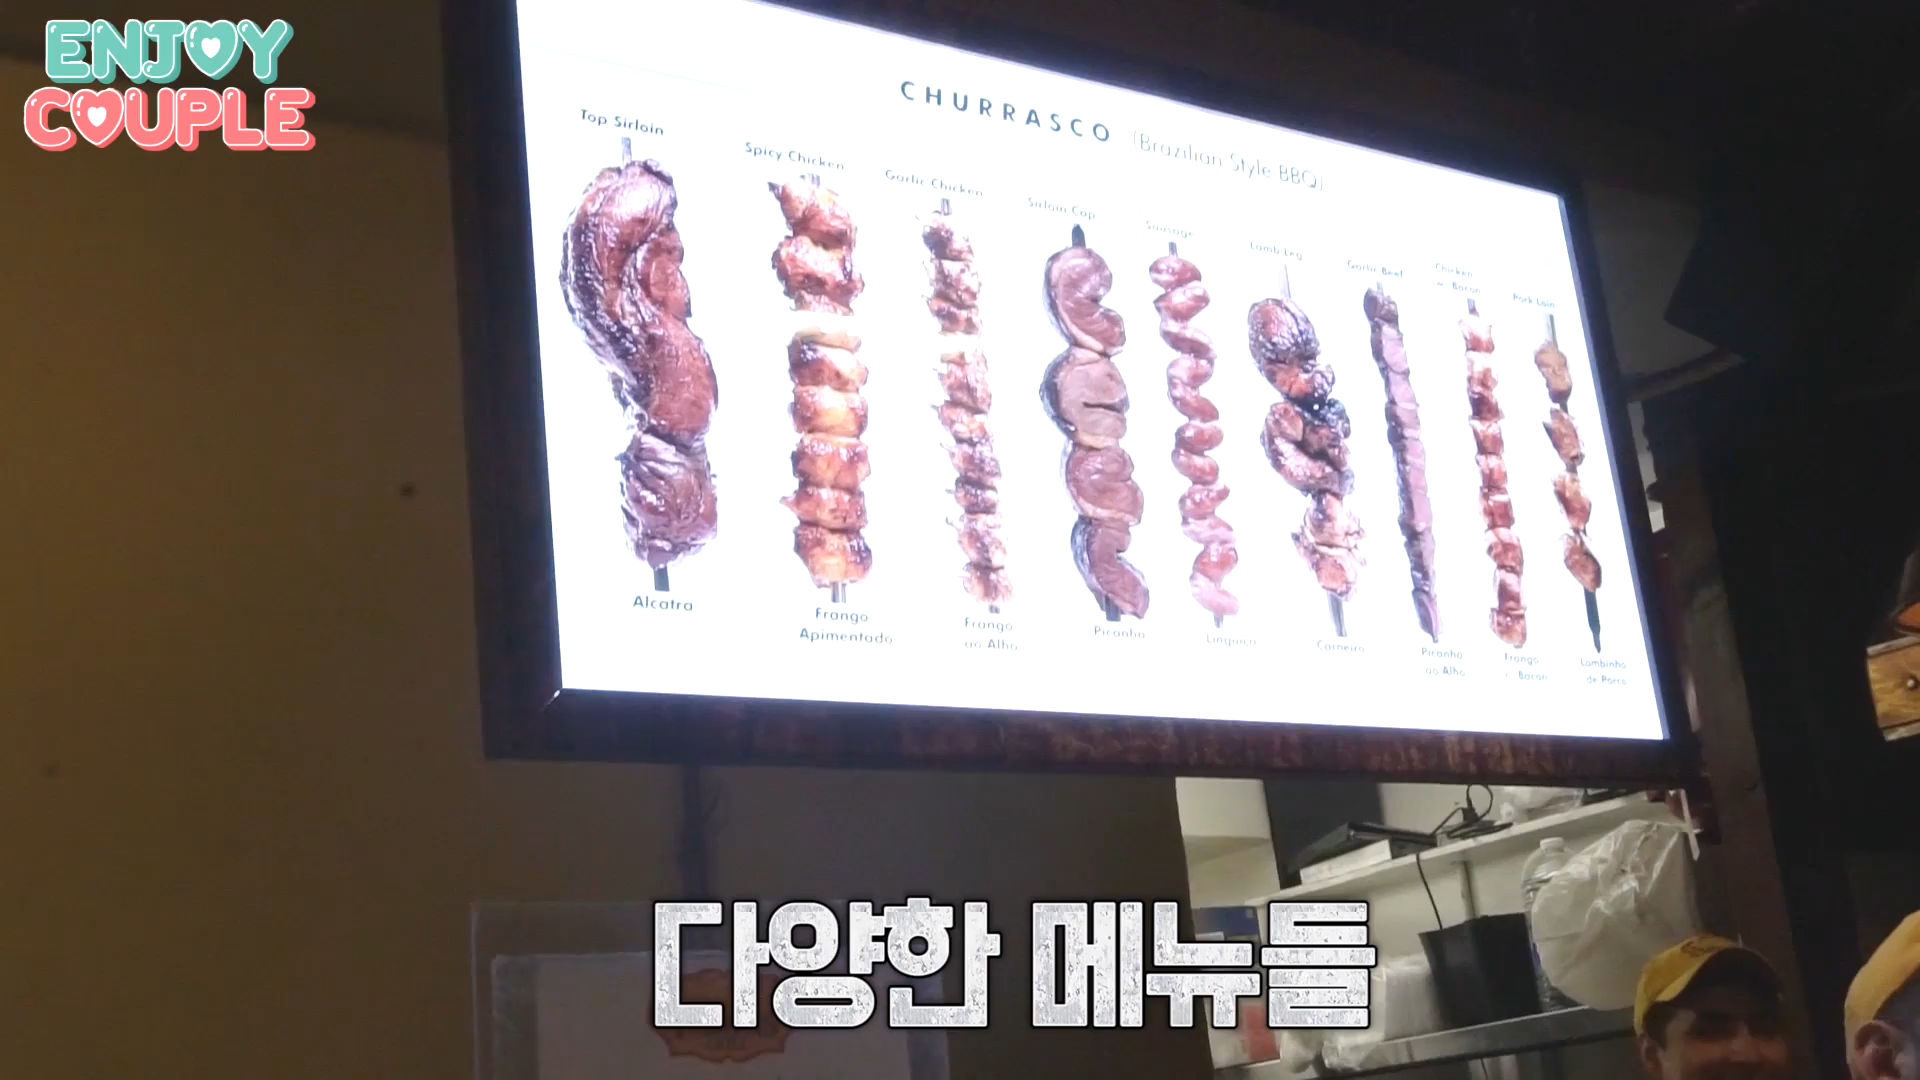 ENJOY
COUPLE
CHURRASCO (Brazilian Style BBQ)
Top Sirloin
Spicy Chicken
Garlic Chicken
Sirloin Cap
Sausage
Lamb Leg
Garlic Beef
Chicken
w. Bacon
Pork Loin
Alcatra
Frango
Apimentado
Frango
ao Alho
Picanha
Linguica
Carneiro
Picanha
ao Alho
Frango
Bacon
Lombinho
de Porco
다양한 메뉴들